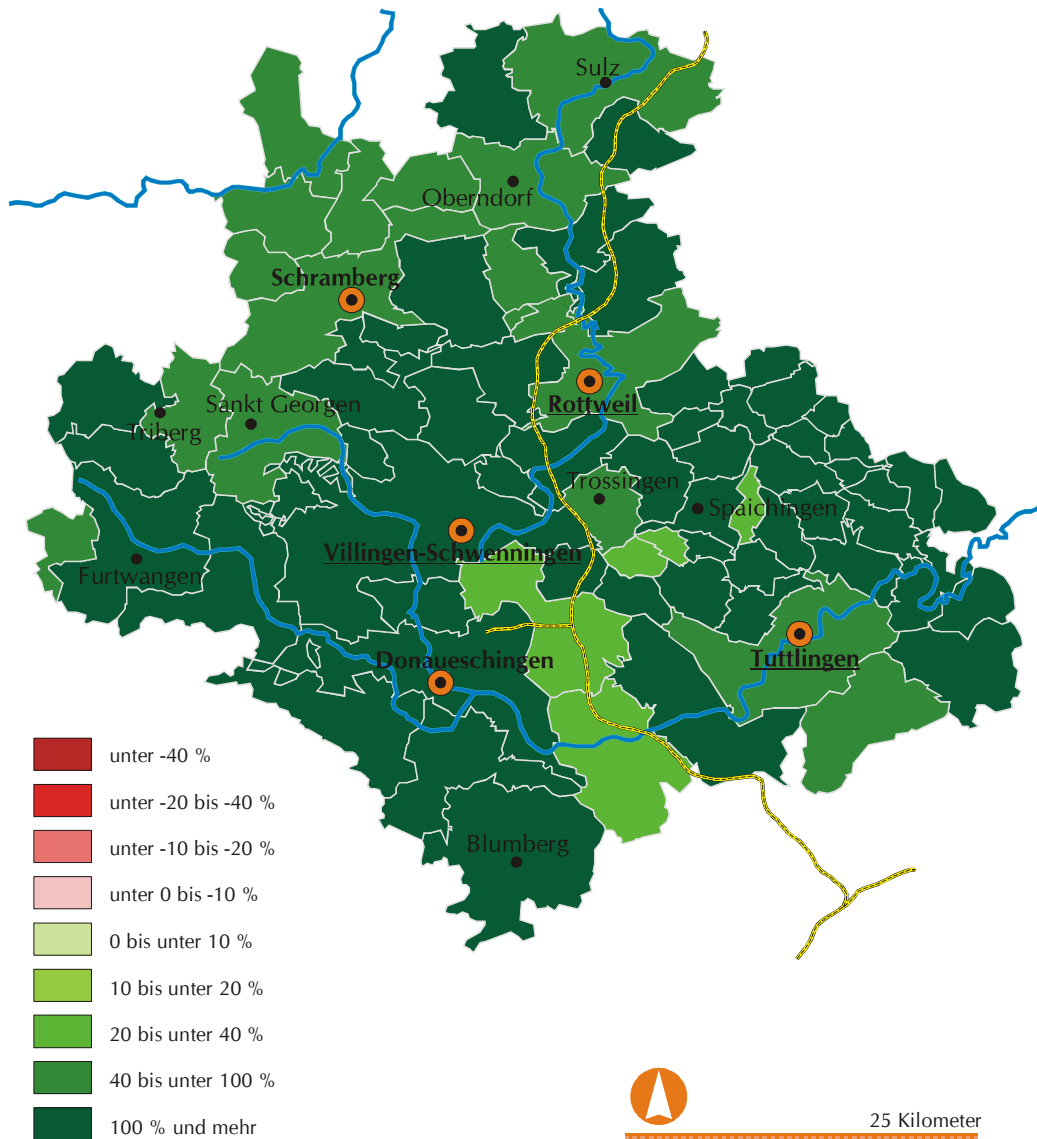 Sulz
Oberndorf
Schramberg
Rottweil
Sankt Georgen
Triberg
Trossingen
Spaichingen
Villingen-Schwenningen
Furtwangen
Tuttlingen
Donaueschingen
Blumberg
unter -40 %
unter -20 bis -40 %
unter -10 bis -20 %
unter 0 bis -10 %
0 bis unter 10 %
10 bis unter 20 %
20 bis unter 40 %
40 bis unter 100 %
100 % und mehr
25 Kilometer